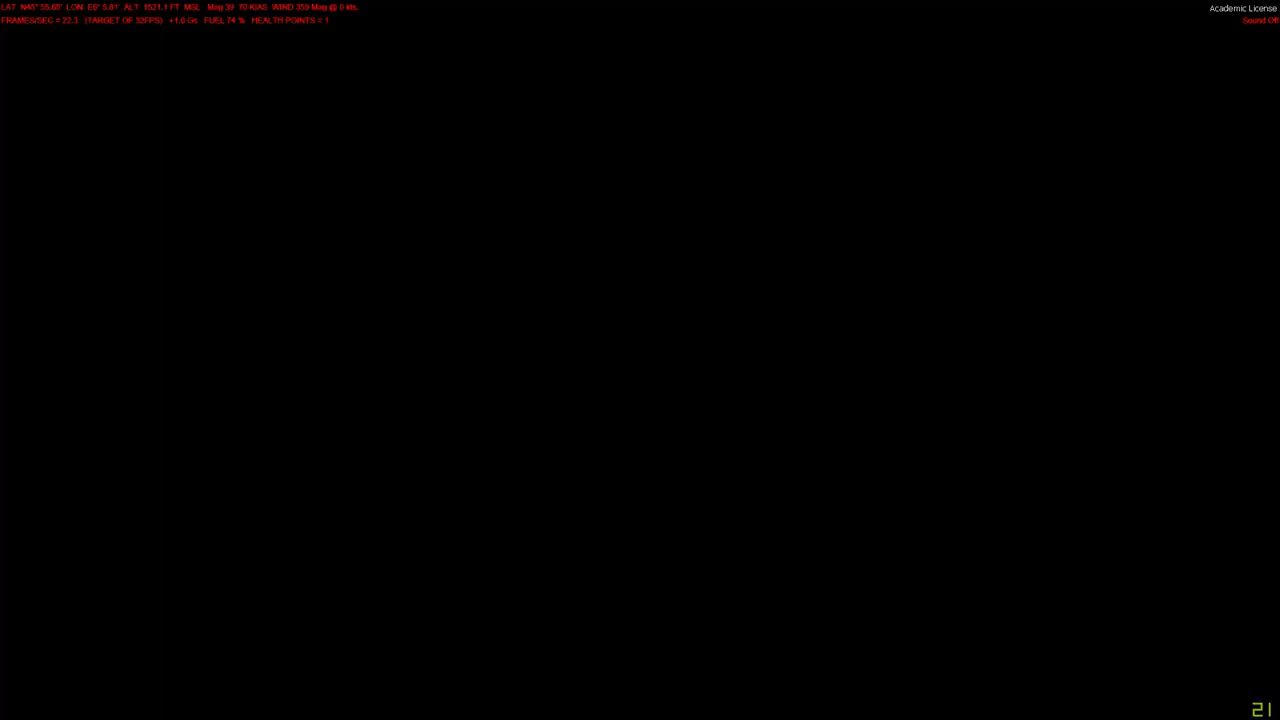 LAT: N45° 55.65' LON: E6° 5.81' ALT: 1521.1 FT MSL Mag 39 70 KIAS WIND 359 Mag @ 0 kts.
Academic License
FRAMES/SEC = 22.3 (TARGET OF 32FPS) +1.0 Gs FUEL 74 % HEALTH POINTS = 1
Sound Off
21